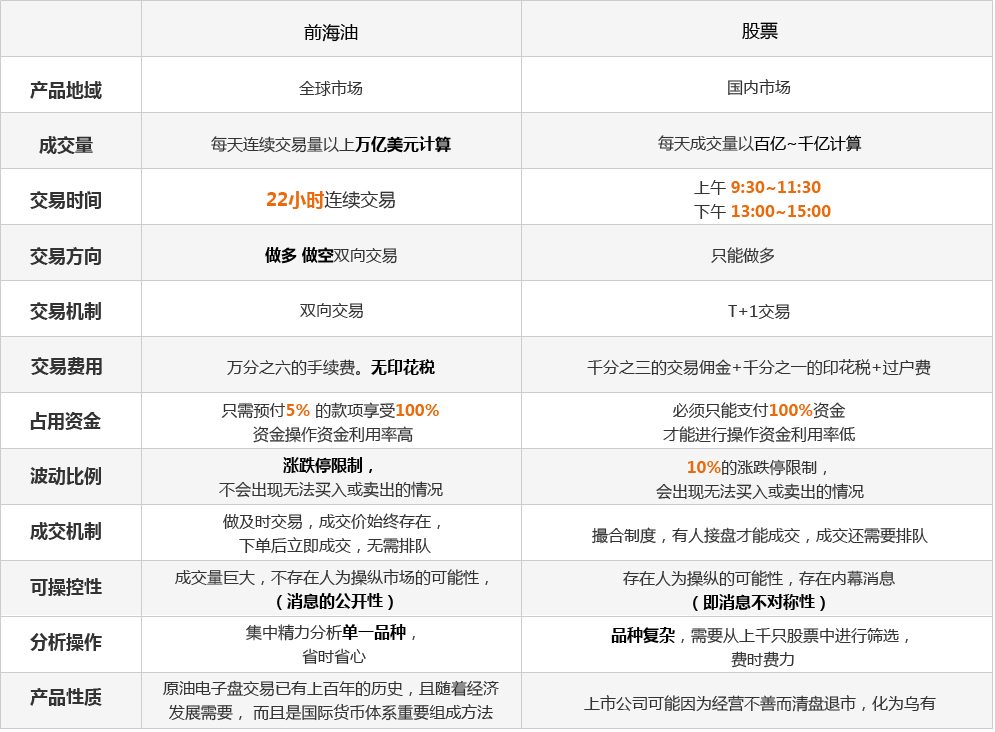 前海油
股票
产品地域
全球市场
国内市场
成交量
每天连续交易量以上万亿美元计算
每天成交量以百亿~千亿计算
交易时间
22小时连续交易
上午 9:30~11:30
下午 13:00~15:00
交易方向
做多 做空双向交易
只能做多
交易机制
双向交易
T+1交易
交易费用
万分之六的手续费。无印花税
千分之三的交易佣金+千分之一的印花税+过户费
占用资金
只需预付5% 的款项享受100%
资金操作资金利用率高
必须只能支付100%资金
才能进行操作资金利用率低
波动比例
涨跌停限制，
不会出现无法买入或卖出的情况
10%的涨跌停限制，
会出现无法买入或卖出的情况
成交机制
做及时交易，成交价始终存在，
下单后立即成交，无需排队
撮合制度，有人接盘才能成交，成交还需要排队
可操控性
成交量巨大，不存在人为操纵市场的可能性，
（消息的公开性）
存在人为操纵的可能性，存在内幕消息
（即消息不对称性）
分析操作
集中精力分析单一品种，
省时省心
品种复杂，需要从上千只股票中进行筛选，
费时费力
产品性质
原油电子盘交易已有上百年的历史，且随着经济
发展需要， 而且是国际货币体系重要组成方法
上市公司可能因为经营不善而清盘退市，化为乌有